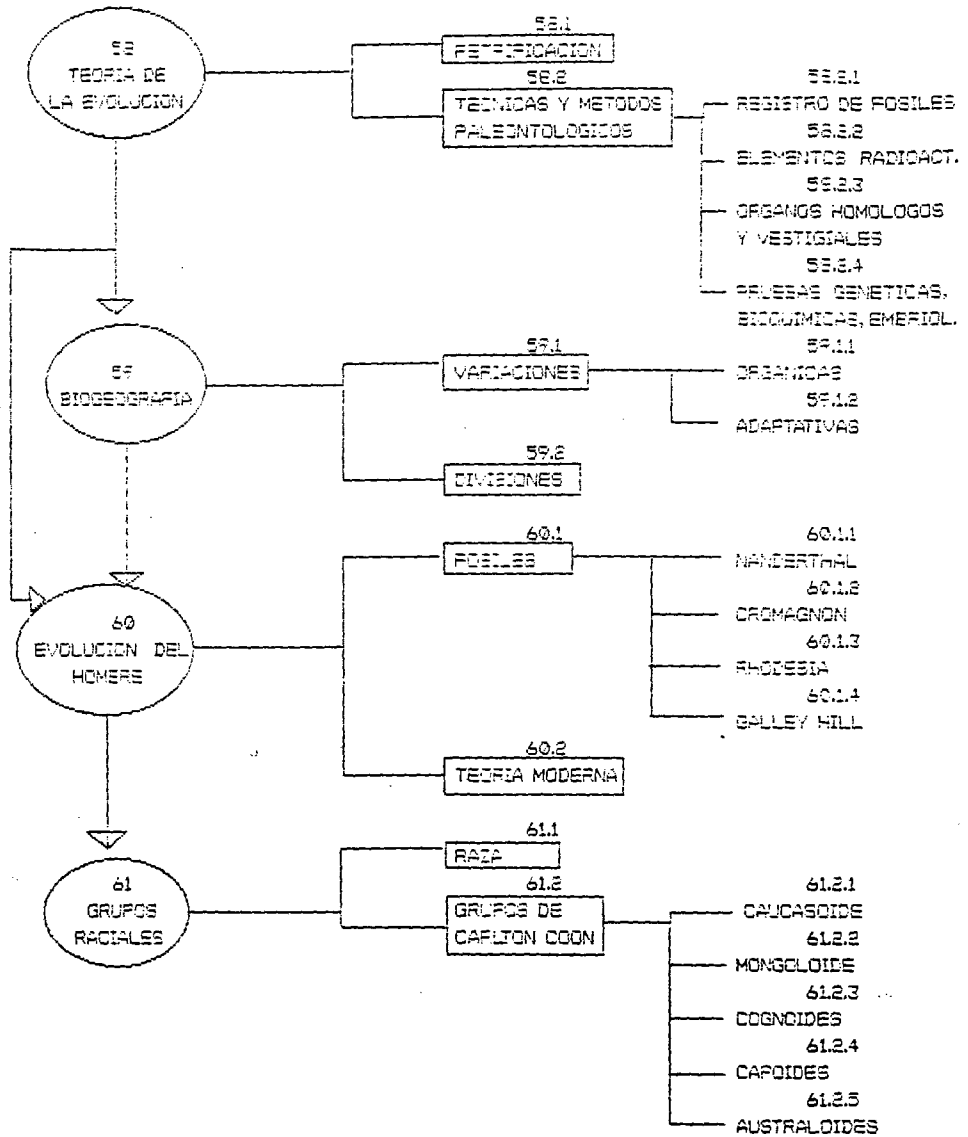 58
TEORIA DE
LA EVOLUCION
58.1
PETRIFICACION
58.2
TECNICAS Y METODOS
PALEONTOLOGICOS
58.2.1
REGISTRO DE FOSILES
58.2.2
ELEMENTOS RADIOACT.
58.2.3
ORGANOS HOMOLOGOS
Y VESTIGIALES
58.2.4
PRUEBAS GENETICAS,
BIOQUIMICAS, EMBRIOL.
59
BIOGEOGRAFIA
59.1
VARIACIONES
59.1.1
ORGANICAS
59.1.2
ADAPTATIVAS
59.2
DIVISIONES
60
EVOLUCION DEL
HOMBRE
60.1
FOSILES
60.1.1
NANDERTHAL
60.1.2
CROMAGNON
60.1.3
RHODESIA
60.1.4
GALLEY HILL
60.2
TEORIA MODERNA
61
GRUPOS
RACIALES
61.1
RAZA
61.2
GRUPOS DE
CARLTON COON
61.2.1
CAUCASOIDE
61.2.2
MONGOLOIDE
61.2.3
COGNOIDES
61.2.4
CAPOIDES
61.2.5
AUSTRALOIDES